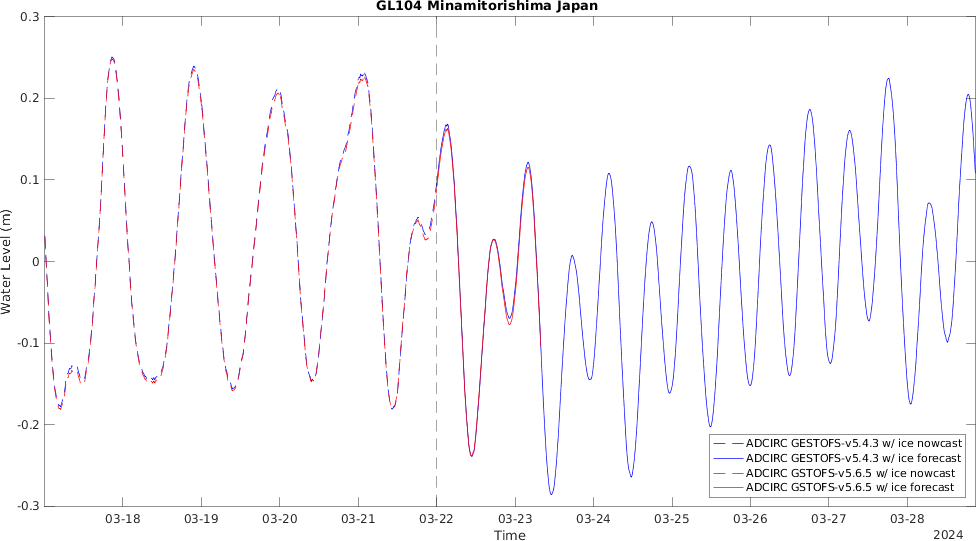 GL104 Minamitorishima Japan
0.3
0.2
0.1
0
-0.1
-0.2
-0.3
Water Level (m)
ADCIRC GESTOFS-v5.4.3 w/ ice nowcast
ADCIRC GESTOFS-v5.4.3 w/ ice forecast
ADCIRC GSTOFS-v5.6.5 w/ ice nowcast
ADCIRC GSTOFS-v5.6.5 w/ ice forecast
03-18 03-19 03-20 03-21 03-22 03-23 03-24 03-25 03-26 03-27 03-28
Time
2024